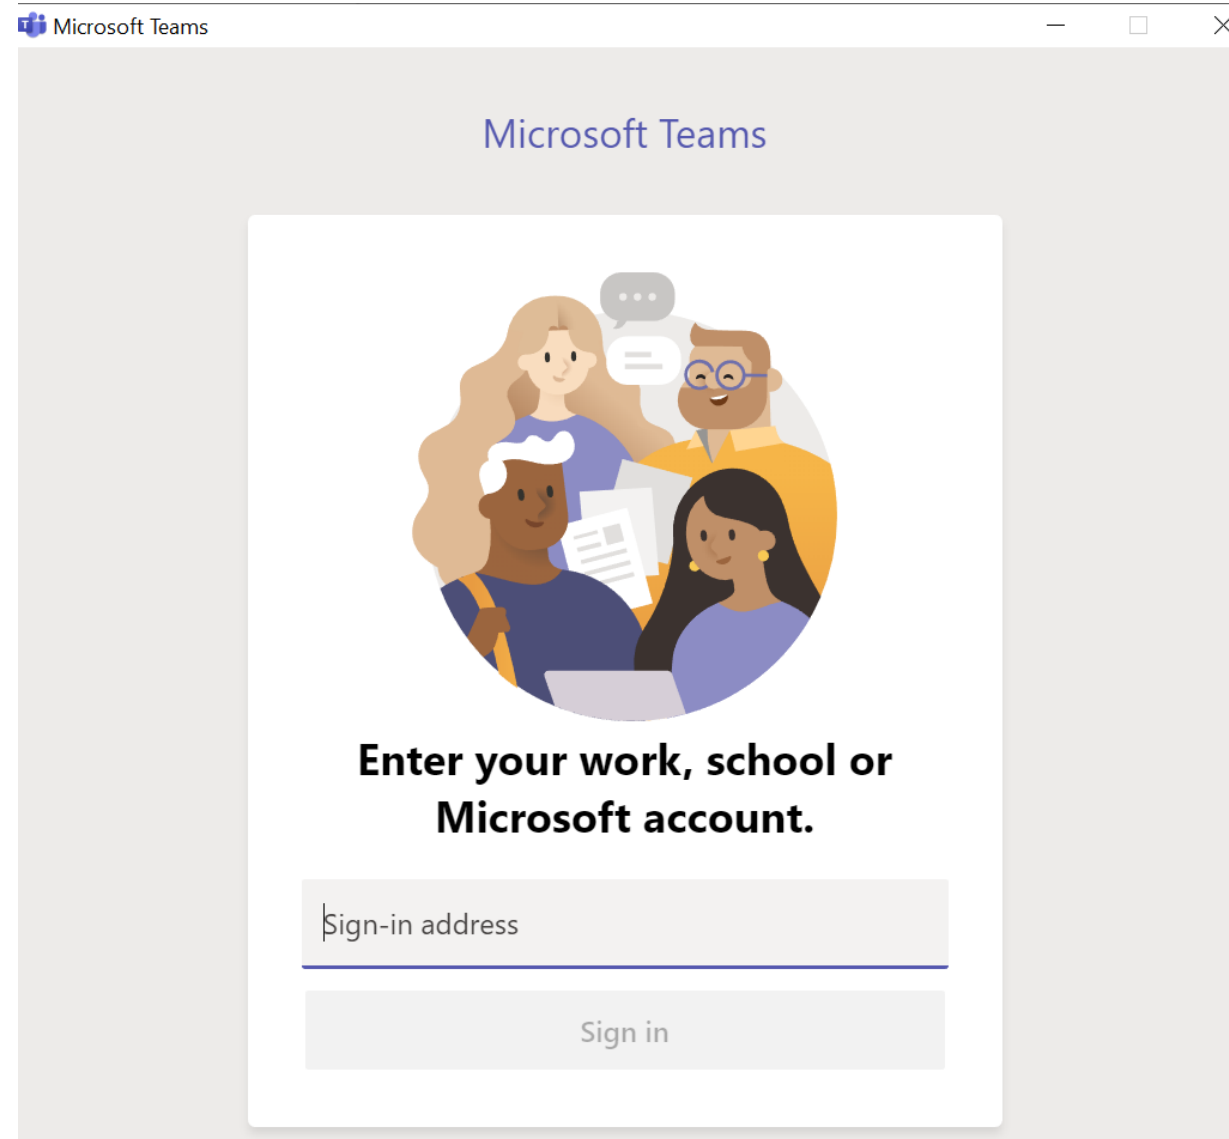 Microsoft Teams
Microsoft Teams
Enter your work, school or
Microsoft account.
Sign-in address
Sign in